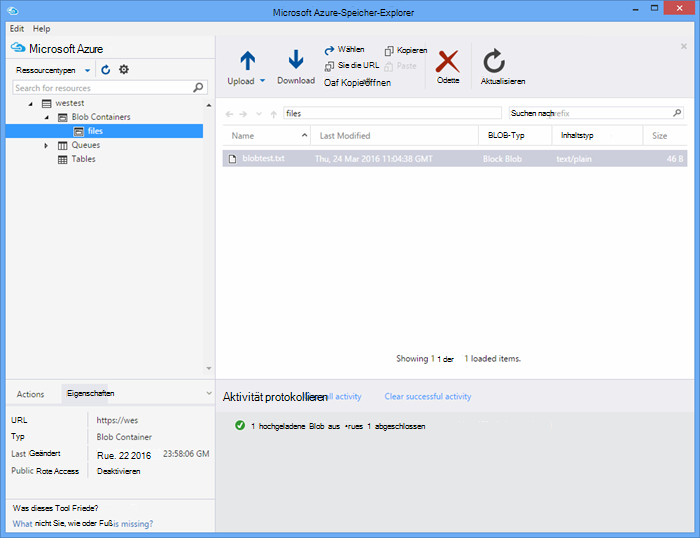 Microsoft Azure-Speicher-Explorer
Edit Help
Microsoft Azure
Ressourcentypen
Search for resources
westest
Blob Containers
files
Queues
Tables
Upload
Download
Wählen
Sie die URL
Kopieren
Paste
Odette
Aktualisieren
files
Suchen nach refix
Name Last Modified BLOB-Typ Inhaltstyp Size
blobtest.txt Thu, 24 Mar 2016 11:04:38 GMT Block Blob text/plain 46 B
Showing 1 1 der 1 loaded items.
Actions Eigenschaften
URL https://wes
Typ Blob Container
Last Geändert Rue. 22 2016 23:58:06 GM
Public Rote Access Deaktivieren
Was dieses Tool Friede?
What nicht Sie, wie oder Fuß is missing?
Aktivität protokollieren all activity Clear successful activity
1 hochgeladene Blob aus rues 1 abgeschlossen